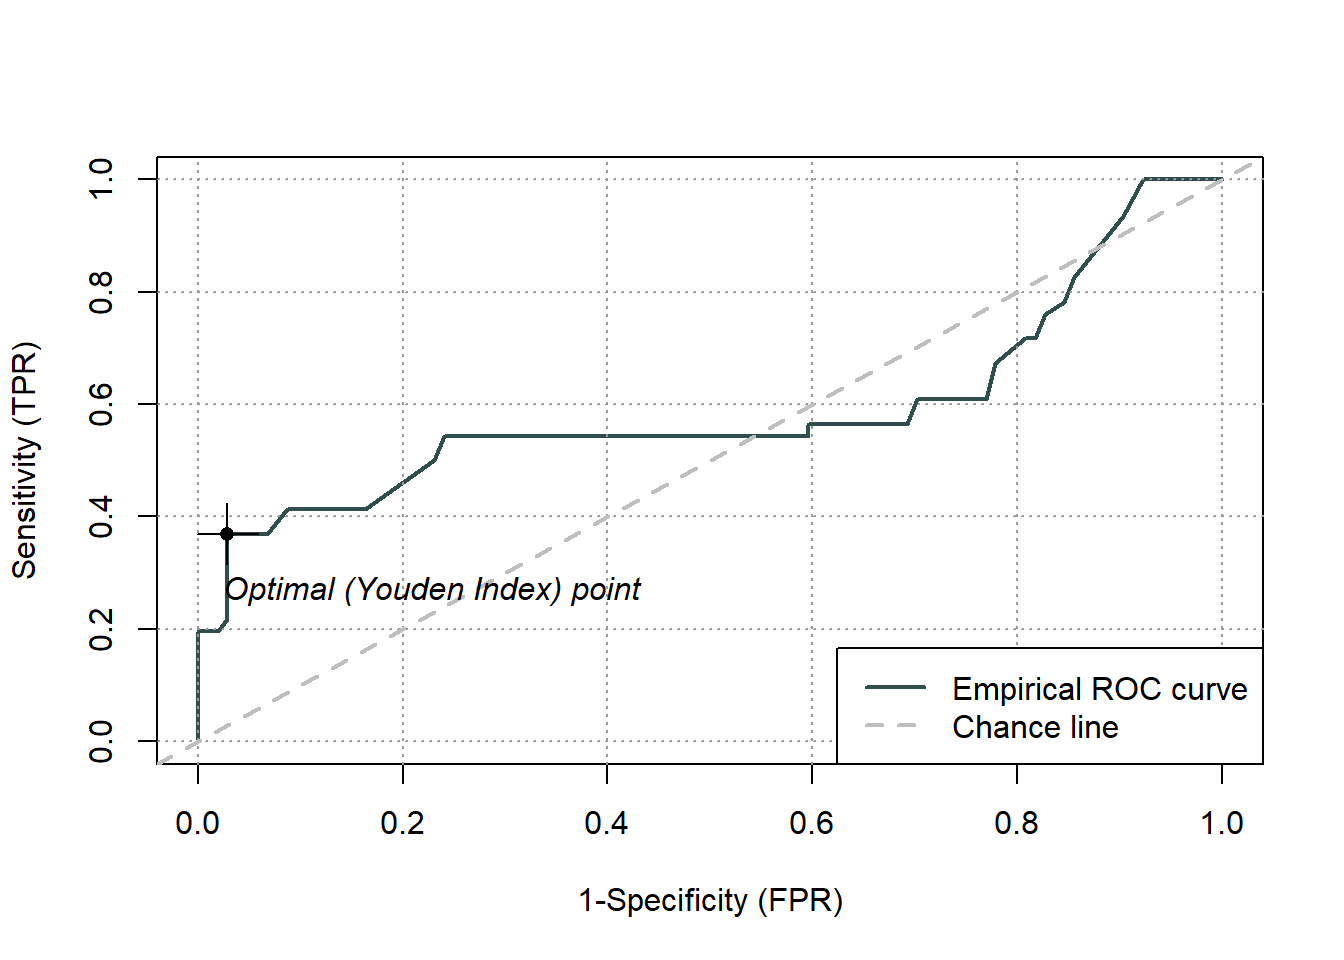 Sensitivity (TPR)
1.0
0.8
0.6
0.4
0.2
0.0
Optimal (Youden Index) point
Empirical ROC curve
Chance line
0.0 0.2 0.4 0.6 0.8 1.0
1-Specificity (FPR)